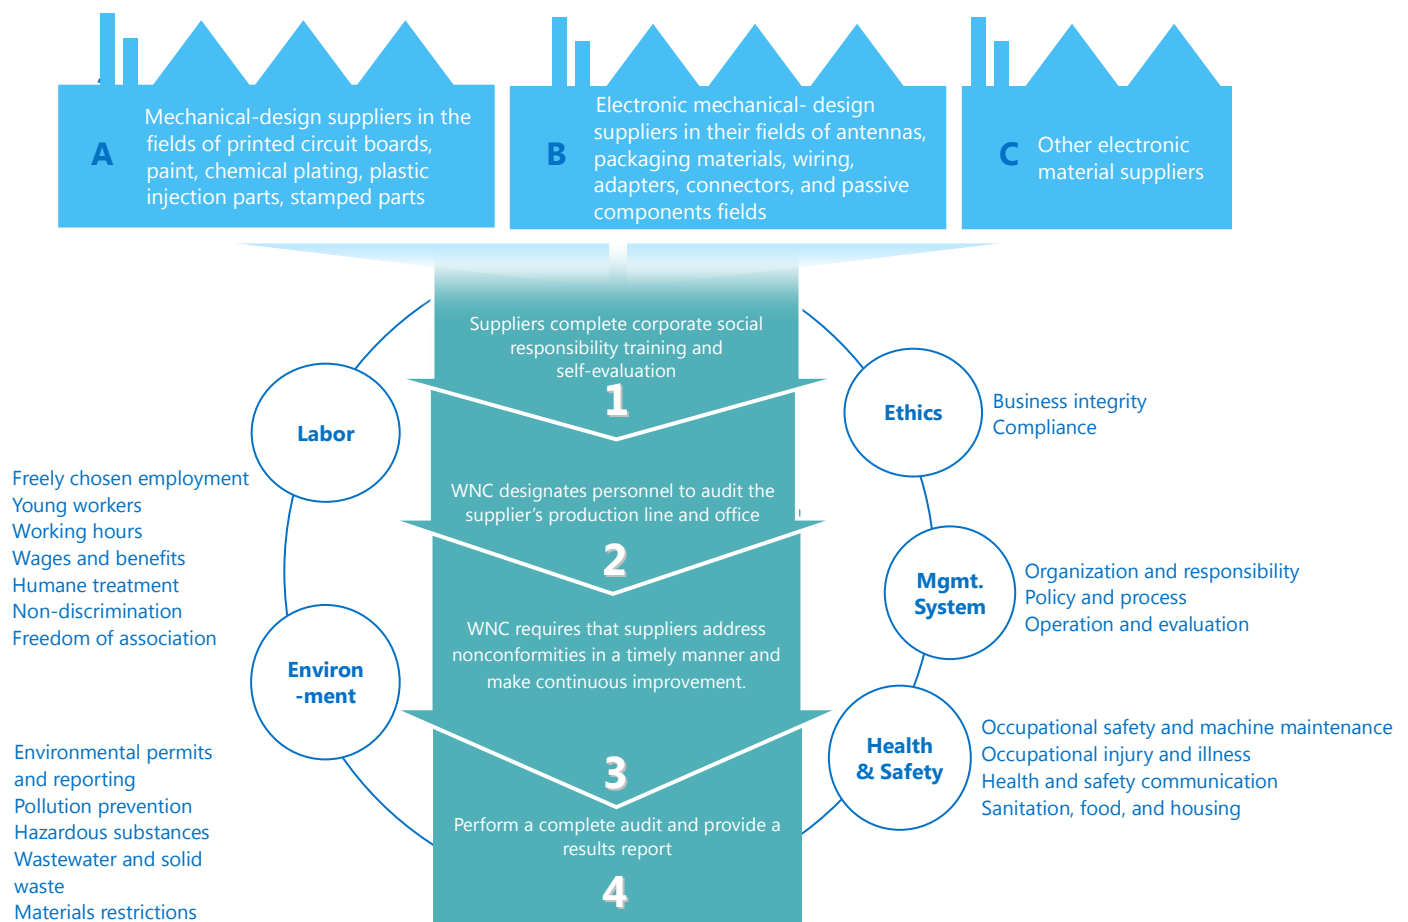 A
Mechanical-design suppliers in the
fields of printed circuit boards,
paint, chemical plating, plastic
injection parts, stamped parts
B
Electronic mechanical- design
suppliers in their fields of antennas,
packaging materials, wiring,
adapters, connectors, and passive
components fields
C
Other electronic
material suppliers
Suppliers complete corporate social
responsibility training and
self-evaluation
1
WNC designates personnel to audit the
supplier’s production line and office
2
WNC requires that suppliers address
nonconformities in a timely manner and
make continuous improvement.
3
Perform a complete audit and provide a
results report
4
Labor
Freely chosen employment
Young workers
Working hours
Wages and benefits
Humane treatment
Non-discrimination
Freedom of association
Environ
-ment
Environmental permits
and reporting
Pollution prevention
Hazardous substances
Wastewater and solid
waste
Materials restrictions
Ethics
Business integrity
Compliance
Mgmt.
System
Organization and responsibility
Policy and process
Operation and evaluation
Health
& Safety
Occupational safety and machine maintenance
Occupational injury and illness
Health and safety communication
Sanitation, food, and housing